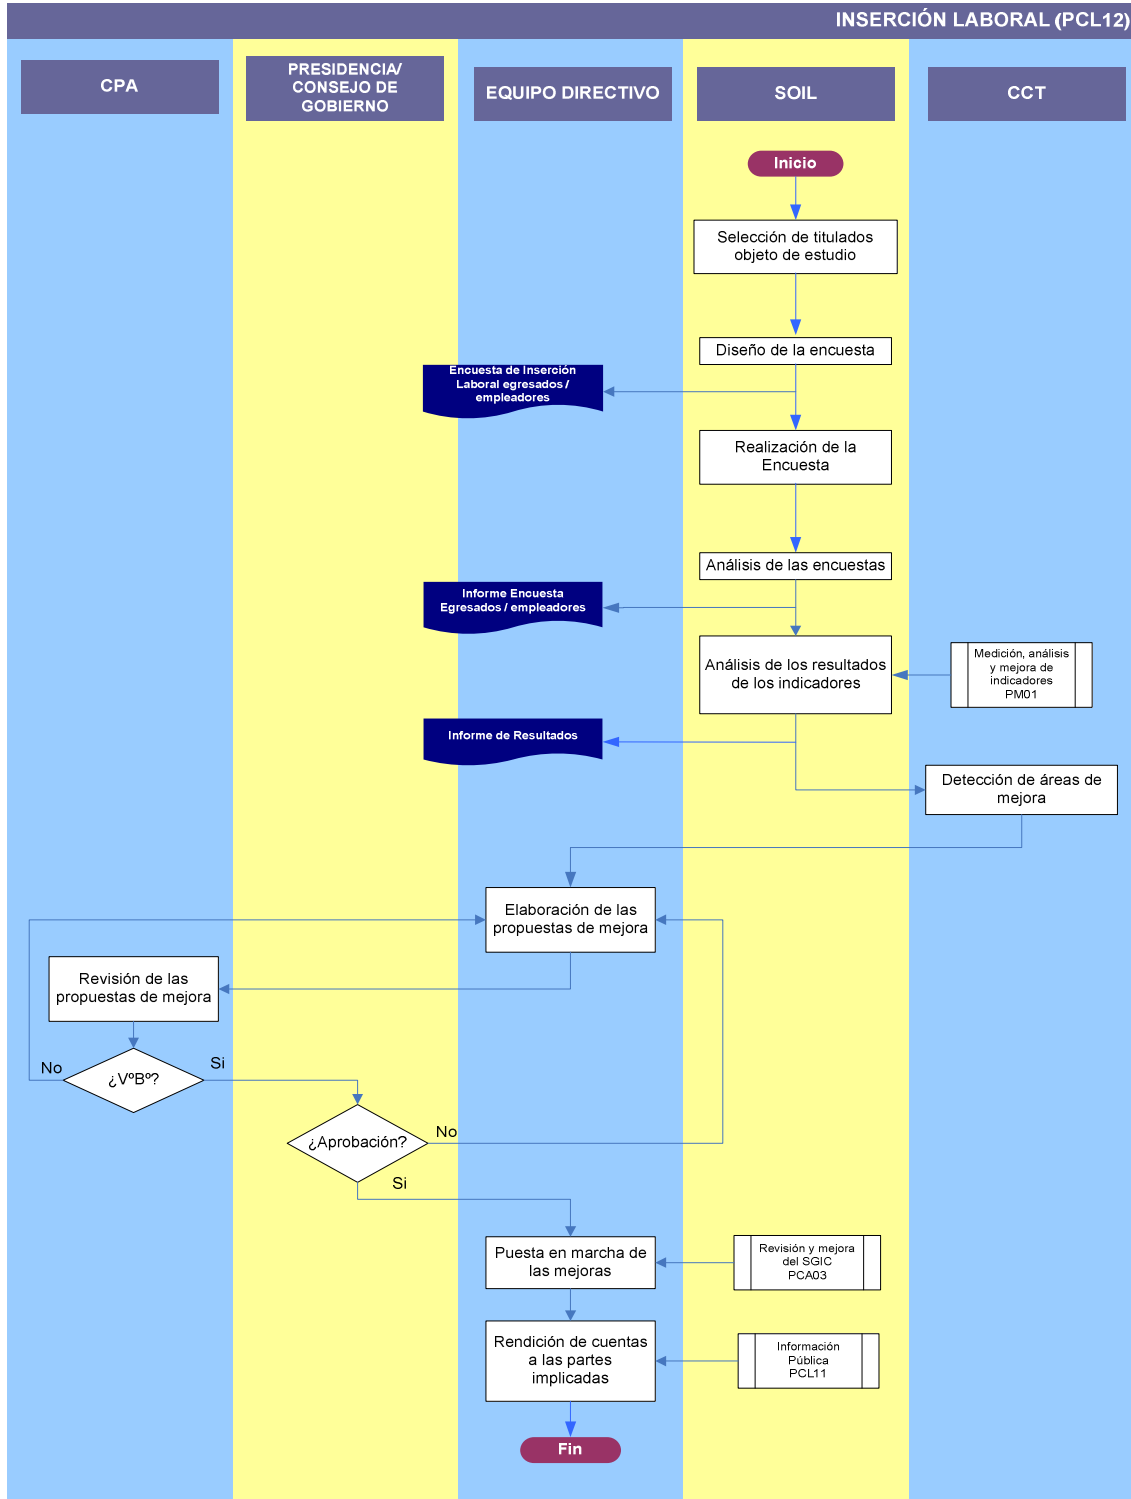 INSERCIÓN LABORAL (PCL12)
CPA
PRESIDENCIA/
CONSEJO DE
GOBIERNO
EQUIPO DIRECTIVO
SOIL
CCT
Inicio
Selección de titulados
objeto de estudio
Diseño de la encuesta
Encuesta de Inserción
Laboral egresados /
empleadores
Realización de la
Encuesta
Análisis de las encuestas
Informe Encuesta
Egresados / empleadores
Análisis de los resultados
de los indicadores
Medición, análisis
y mejora de
indicadores
PM01
Informe de Resultados
Detección de áreas de
mejora
Elaboración de las
propuestas de mejora
Revisión de las
propuestas de mejora
No
¿VºBº?
Si
¿Aprobación?
No
Si
Puesta en marcha de
las mejoras
Revisión y mejora
del SGIC
PCA03
Rendición de cuentas
a las partes
implicadas
Información
Pública
PCL11
Fin